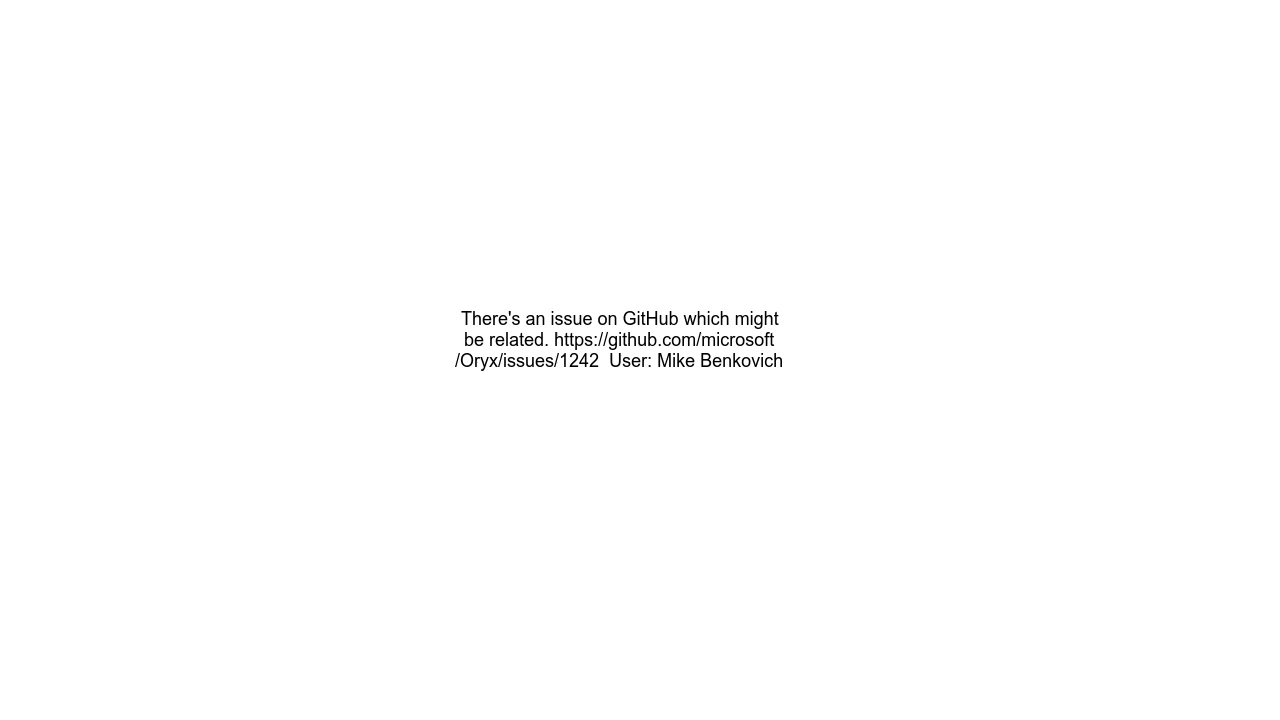 There's an issue on GitHub which might
be related. https://github.com/microsoft
/Oryx/issues/1242  User: Mike Benkovich